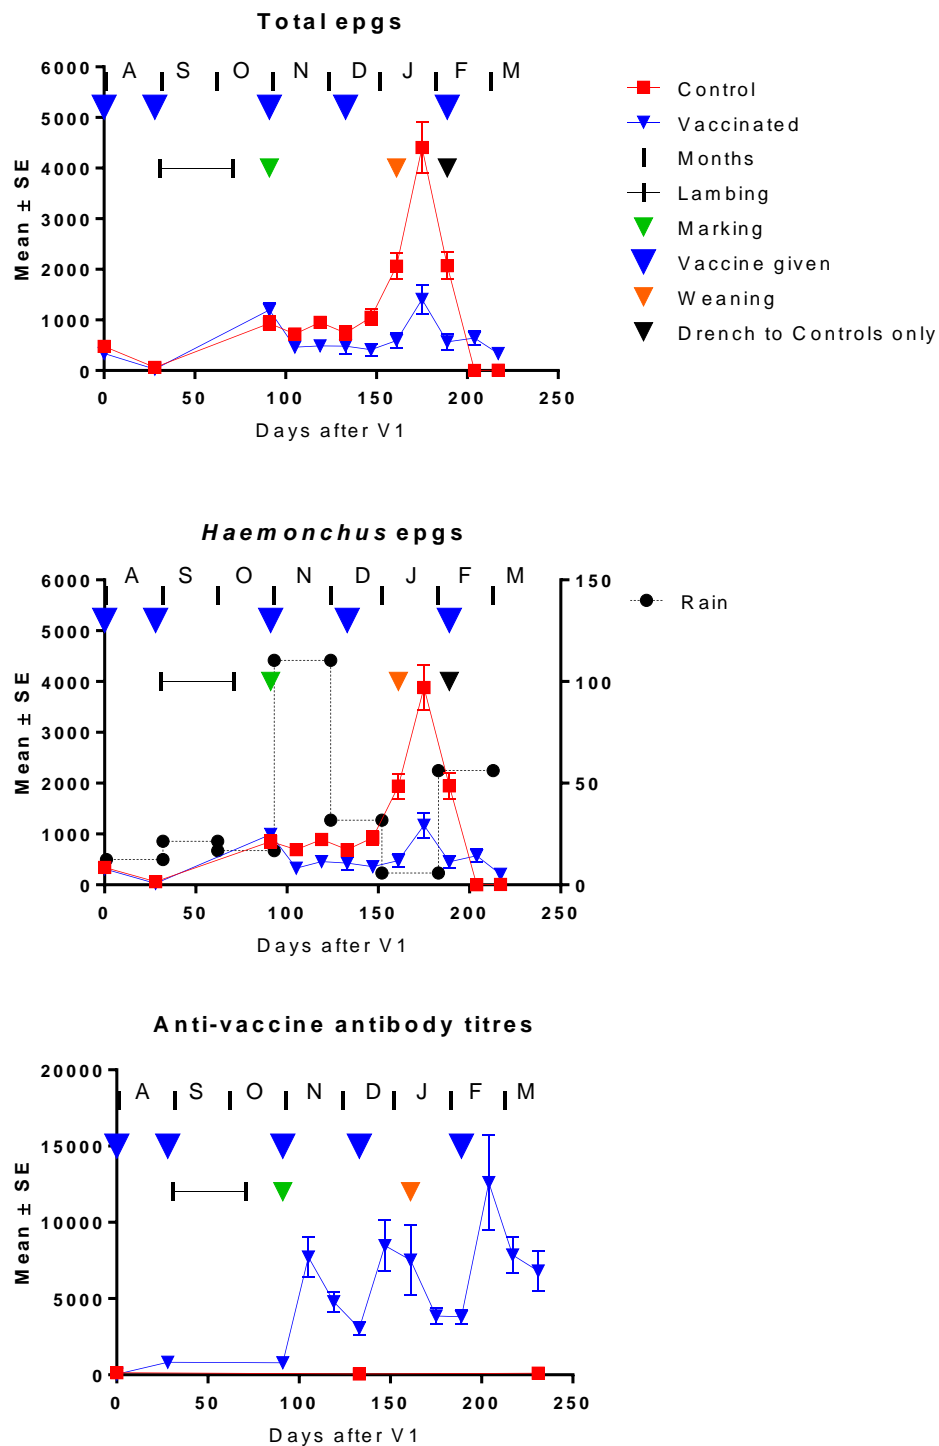 Total epgs
A S O N D J F M
6000
5000
4000
3000
2000
1000
0
Mean ± SE
0 50 100 150 200 250
Days after V1
Control
Vaccinated
Months
Lambing
Marking
Vaccine given
Weaning
Drench to Controls only
Haemonchus epgs
A S O N D J F M
6000
5000
4000
3000
2000
1000
0
Mean ± SE
150
100
50
0
0 50 100 150 200 250
Days after V1
Rain
Anti-vaccine antibody titres
A S O N D J F M
20000
15000
10000
5000
0
Mean ± SE
0 50 100 150 200 250
Days after V1